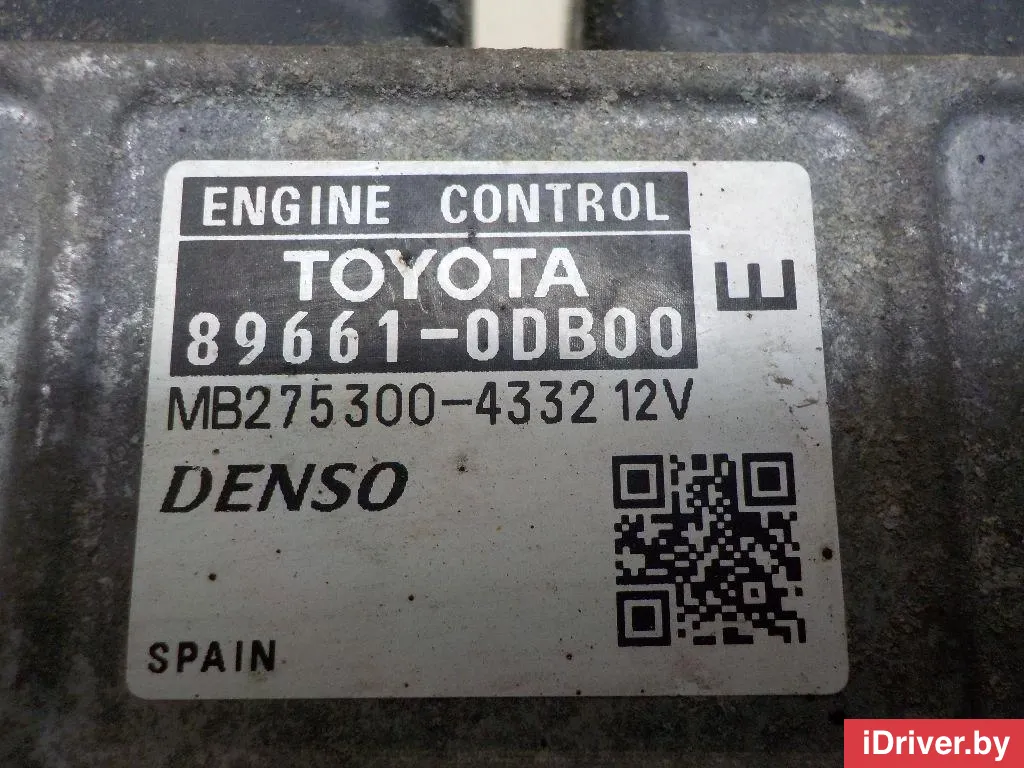 ENGINE CONTROL
TOYOTA
E
89661-0DB00
MB275300-4332 12V
DENSO
SPAIN
iDriver.by